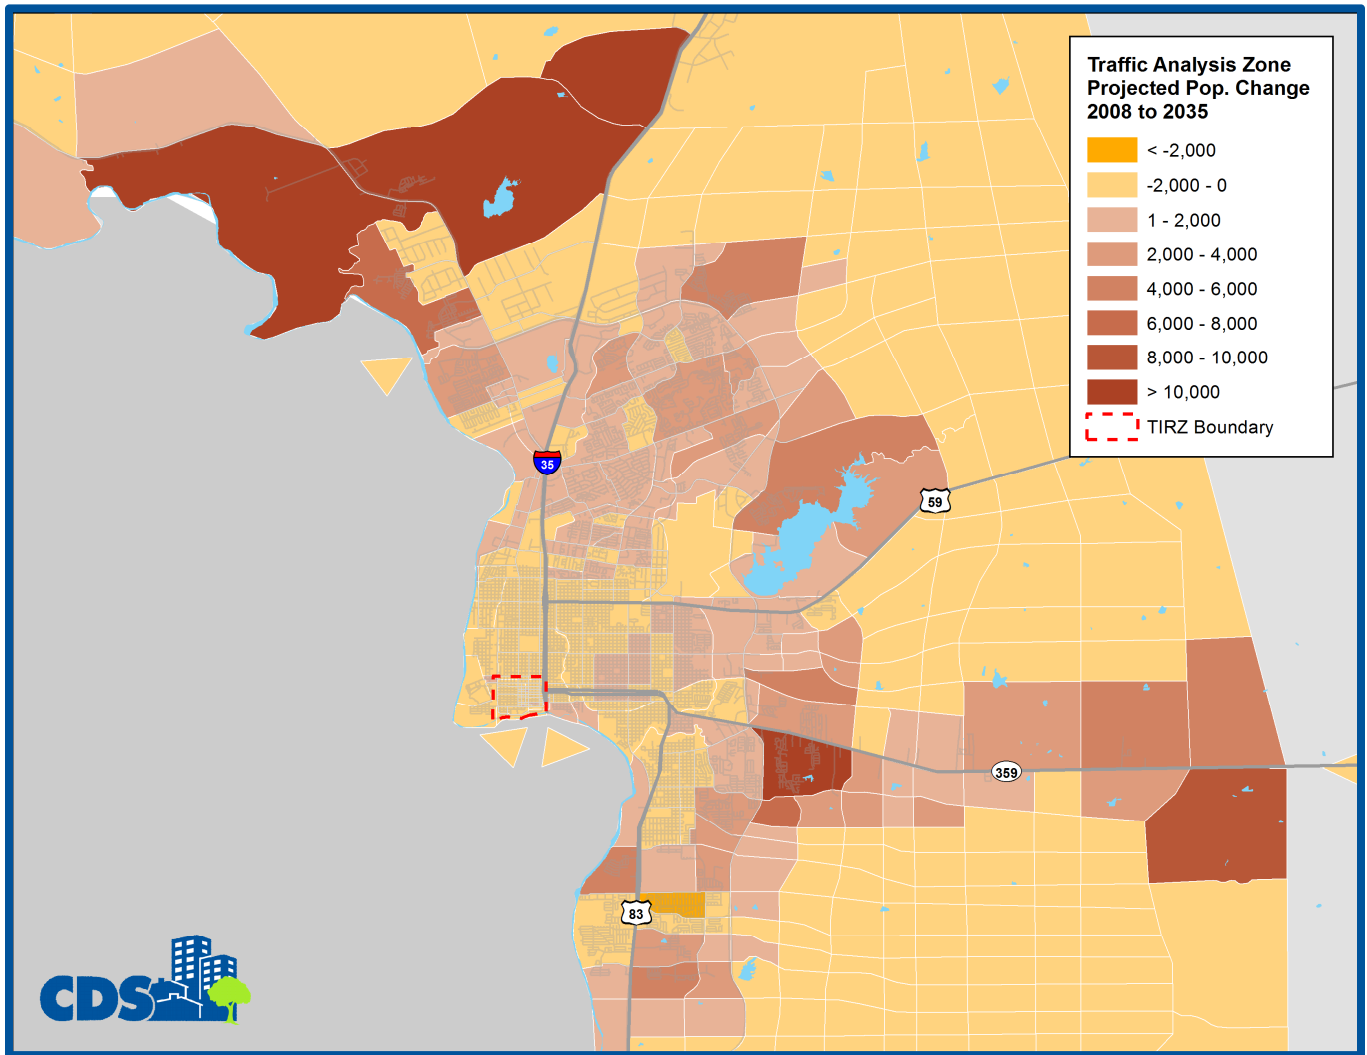 Traffic Analysis Zone
Projected Pop. Change
2008 to 2035
< -2,000
-2,000 - 0
1 - 2,000
2,000 - 4,000
4,000 - 6,000
6,000 - 8,000
8,000 - 10,000
> 10,000
TIRZ Boundary
35
59
359
83
CDS